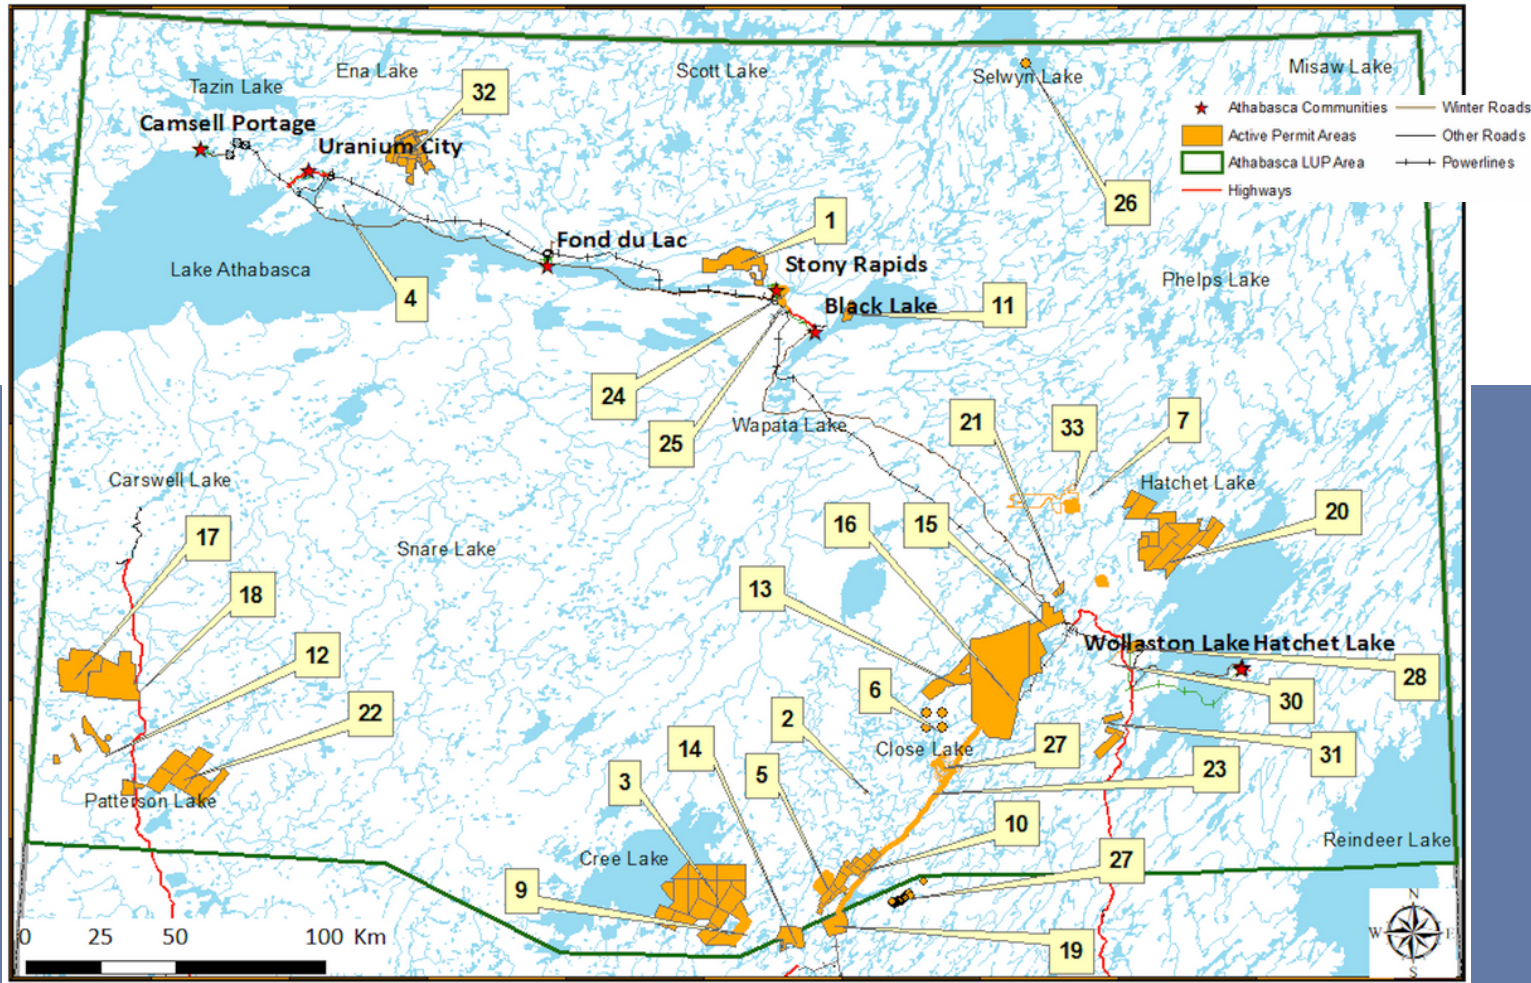 Misaw Lake
Ena Lake
Scott Lake
Selwyn Lake
Tazin Lake
32
Athabasca Communities
Winter Roads
Camsell Portage
Active Permit Areas
Other Roads
Uranium City
Athabasca LUP Area
Powerlines
Highways
26
1
Fond du Lac
Stony Rapids
Lake Athabasca
Phelps Lake
4
Black Lake
11
24
Wapata Lake
25
21
33
7
Carswell Lake
Hatchet Lake
17
16
15
20
Snare Lake
18
13
12
Wollaston Lake
Hatchet Lake
28
6
30
22
2
14
Close Lake
27
31
3
5
23
Patterson Lake
10
Reindeer Lake
Cree Lake
27
9
N
W
E
S
19
0 25 50 100 Km